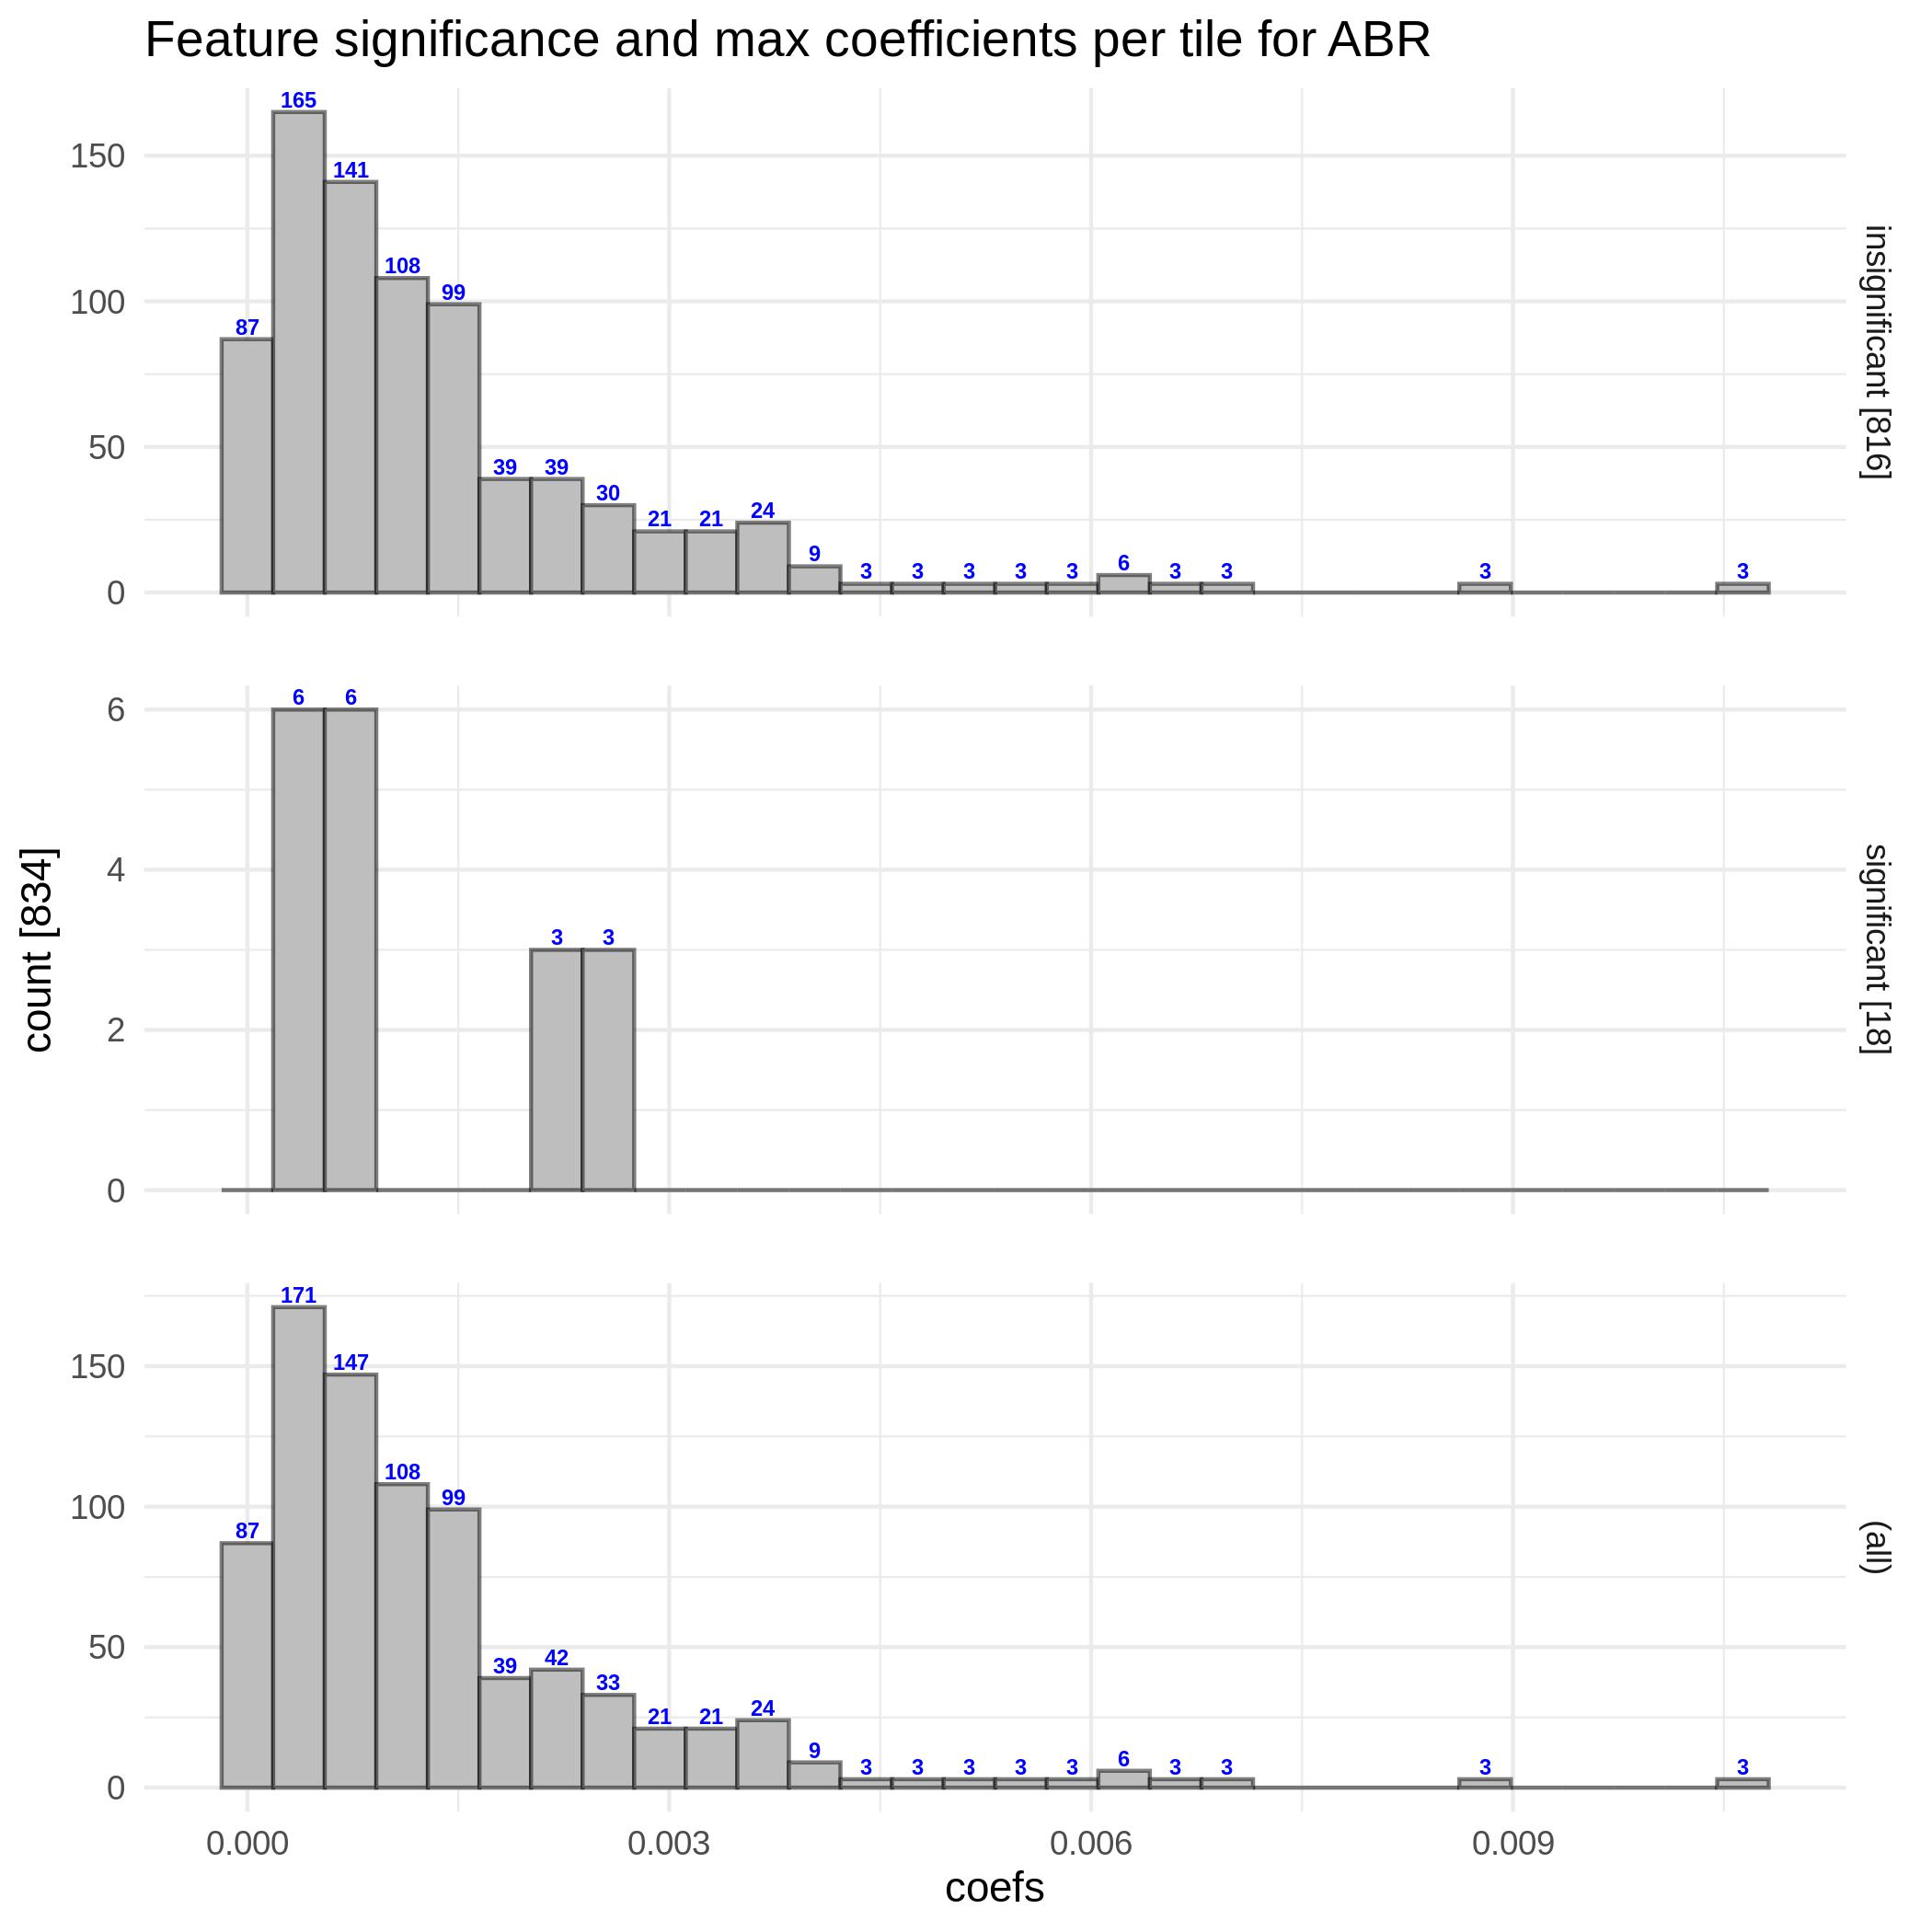 Feature significance and max coefficients per tile for ABR
165
141
108
99
87
39 39 30 21 21 24 9 3 3 3 3 3 6 3 3 3 3
150
100
50
0
insignificant [816]
6 6
3 3
6
4
2
0
significant [18]
count [834]
171
147
108
99
87
39 42 33 21 21 24 9 3 3 3 3 3 6 3 3 3 3
150
100
50
0
(all)
0.000 0.003 0.006 0.009
coefs